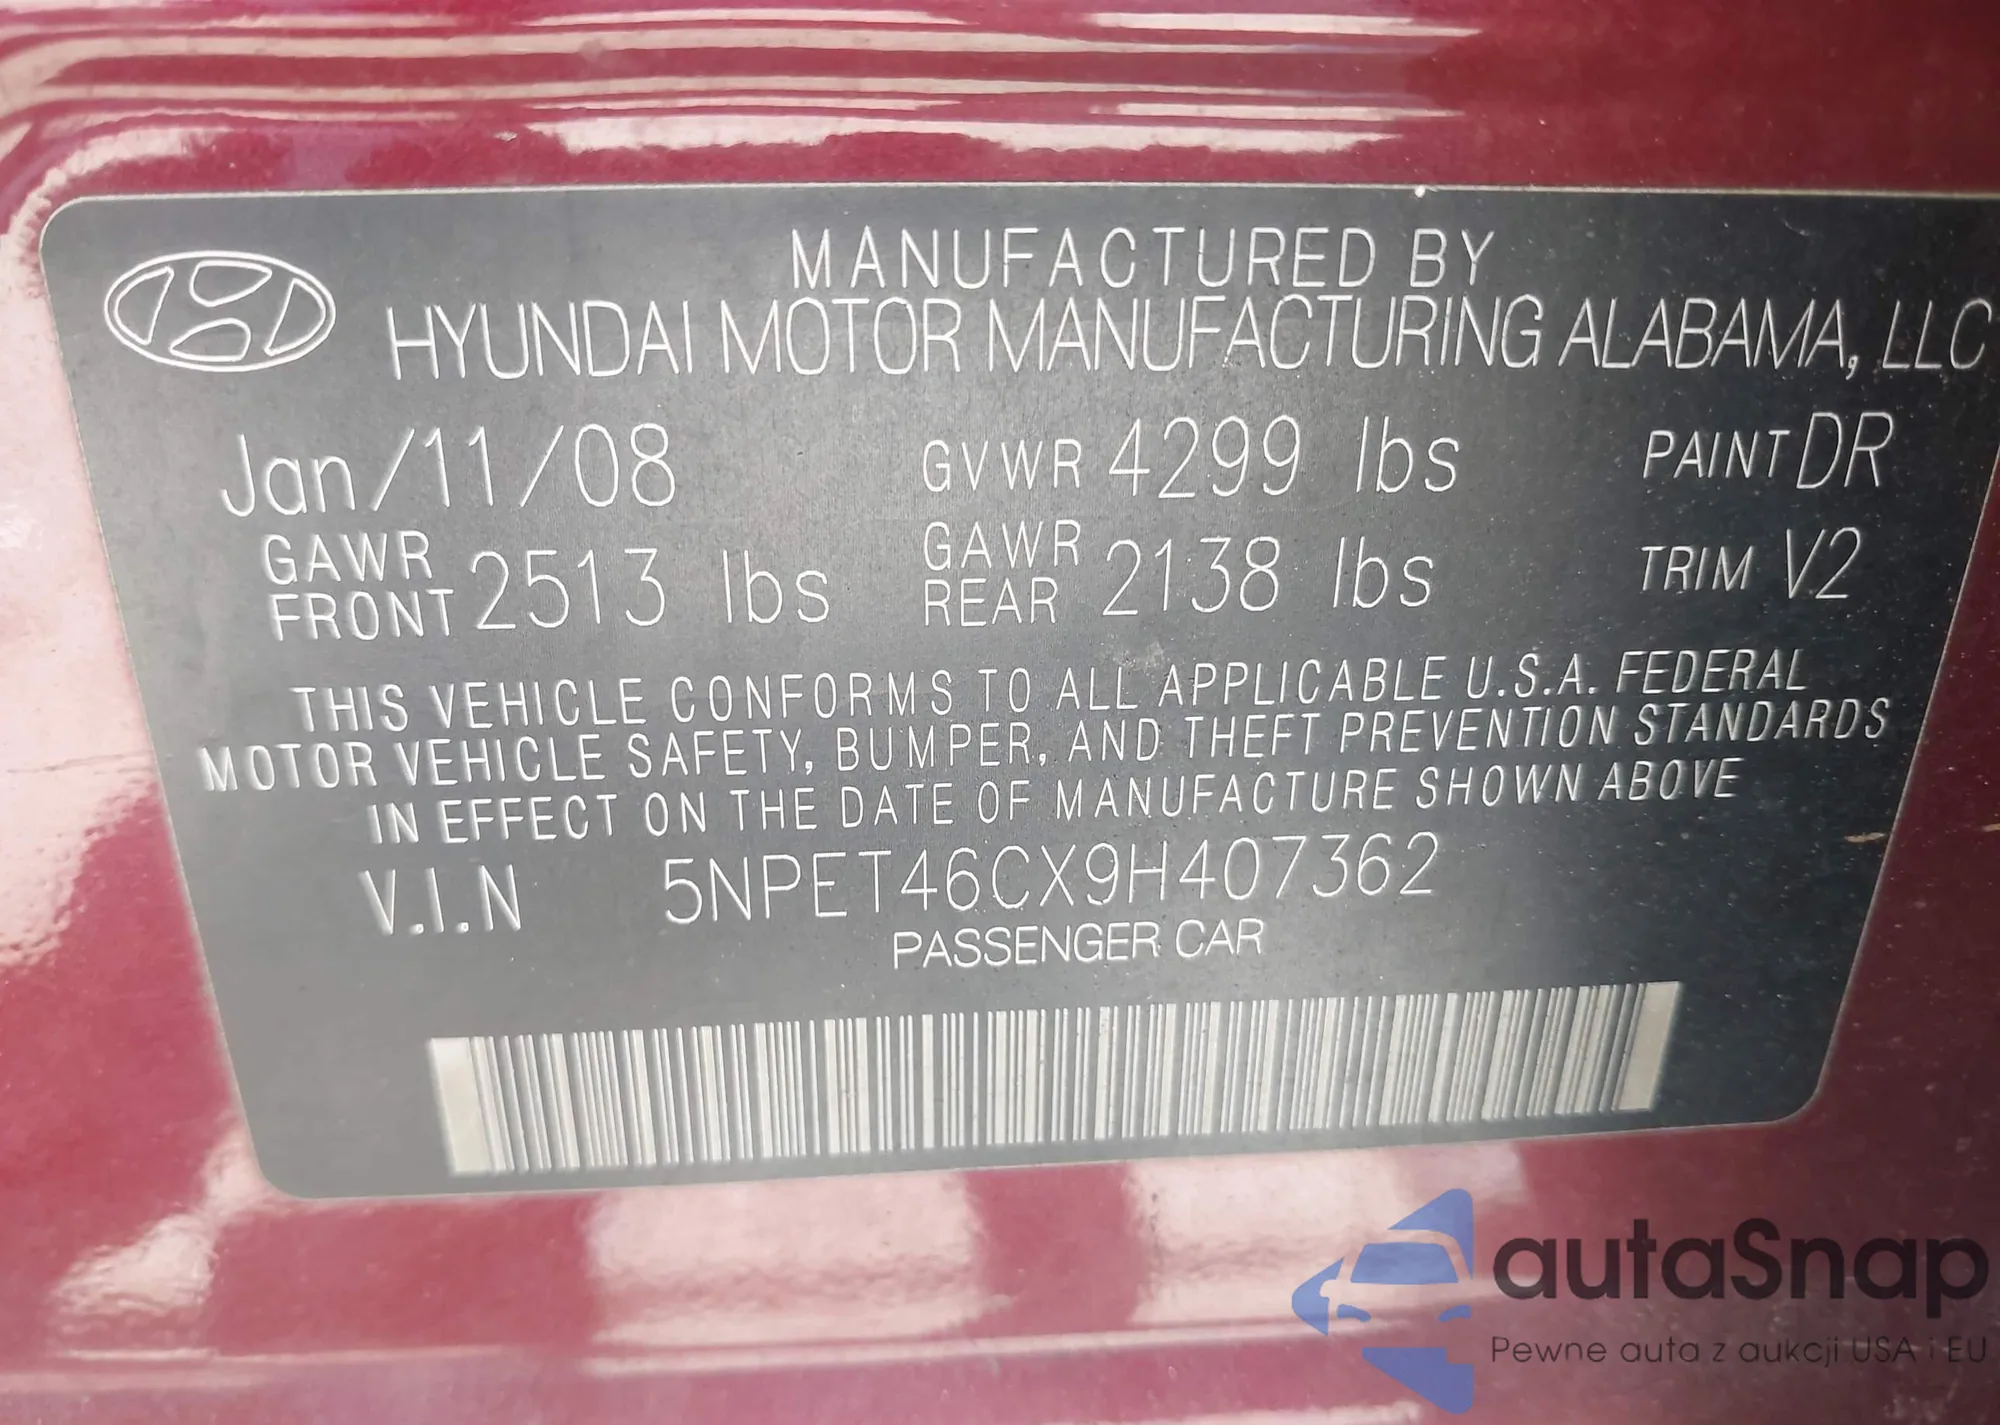 MANUFACTURED BY
HYUNDAI MOTOR MANUFACTURING ALABAMA, LLC
Jan/11/08 GVWR 4299 lbs PAINT DR
GAWR FRONT 2513 lbs GAWR REAR 2138 lbs TRIM V2
THIS VEHICLE CONFORMS TO ALL APPLICABLE U.S.A. FEDERAL
MOTOR VEHICLE SAFETY, BUMPER, AND THEFT PREVENTION STANDARDS
IN EFFECT ON THE DATE OF MANUFACTURE SHOWN ABOVE
V.I.N 5NPET46CX9H407362
PASSENGER CAR
autaSnap
Pewne auta z aukcji USA i EU